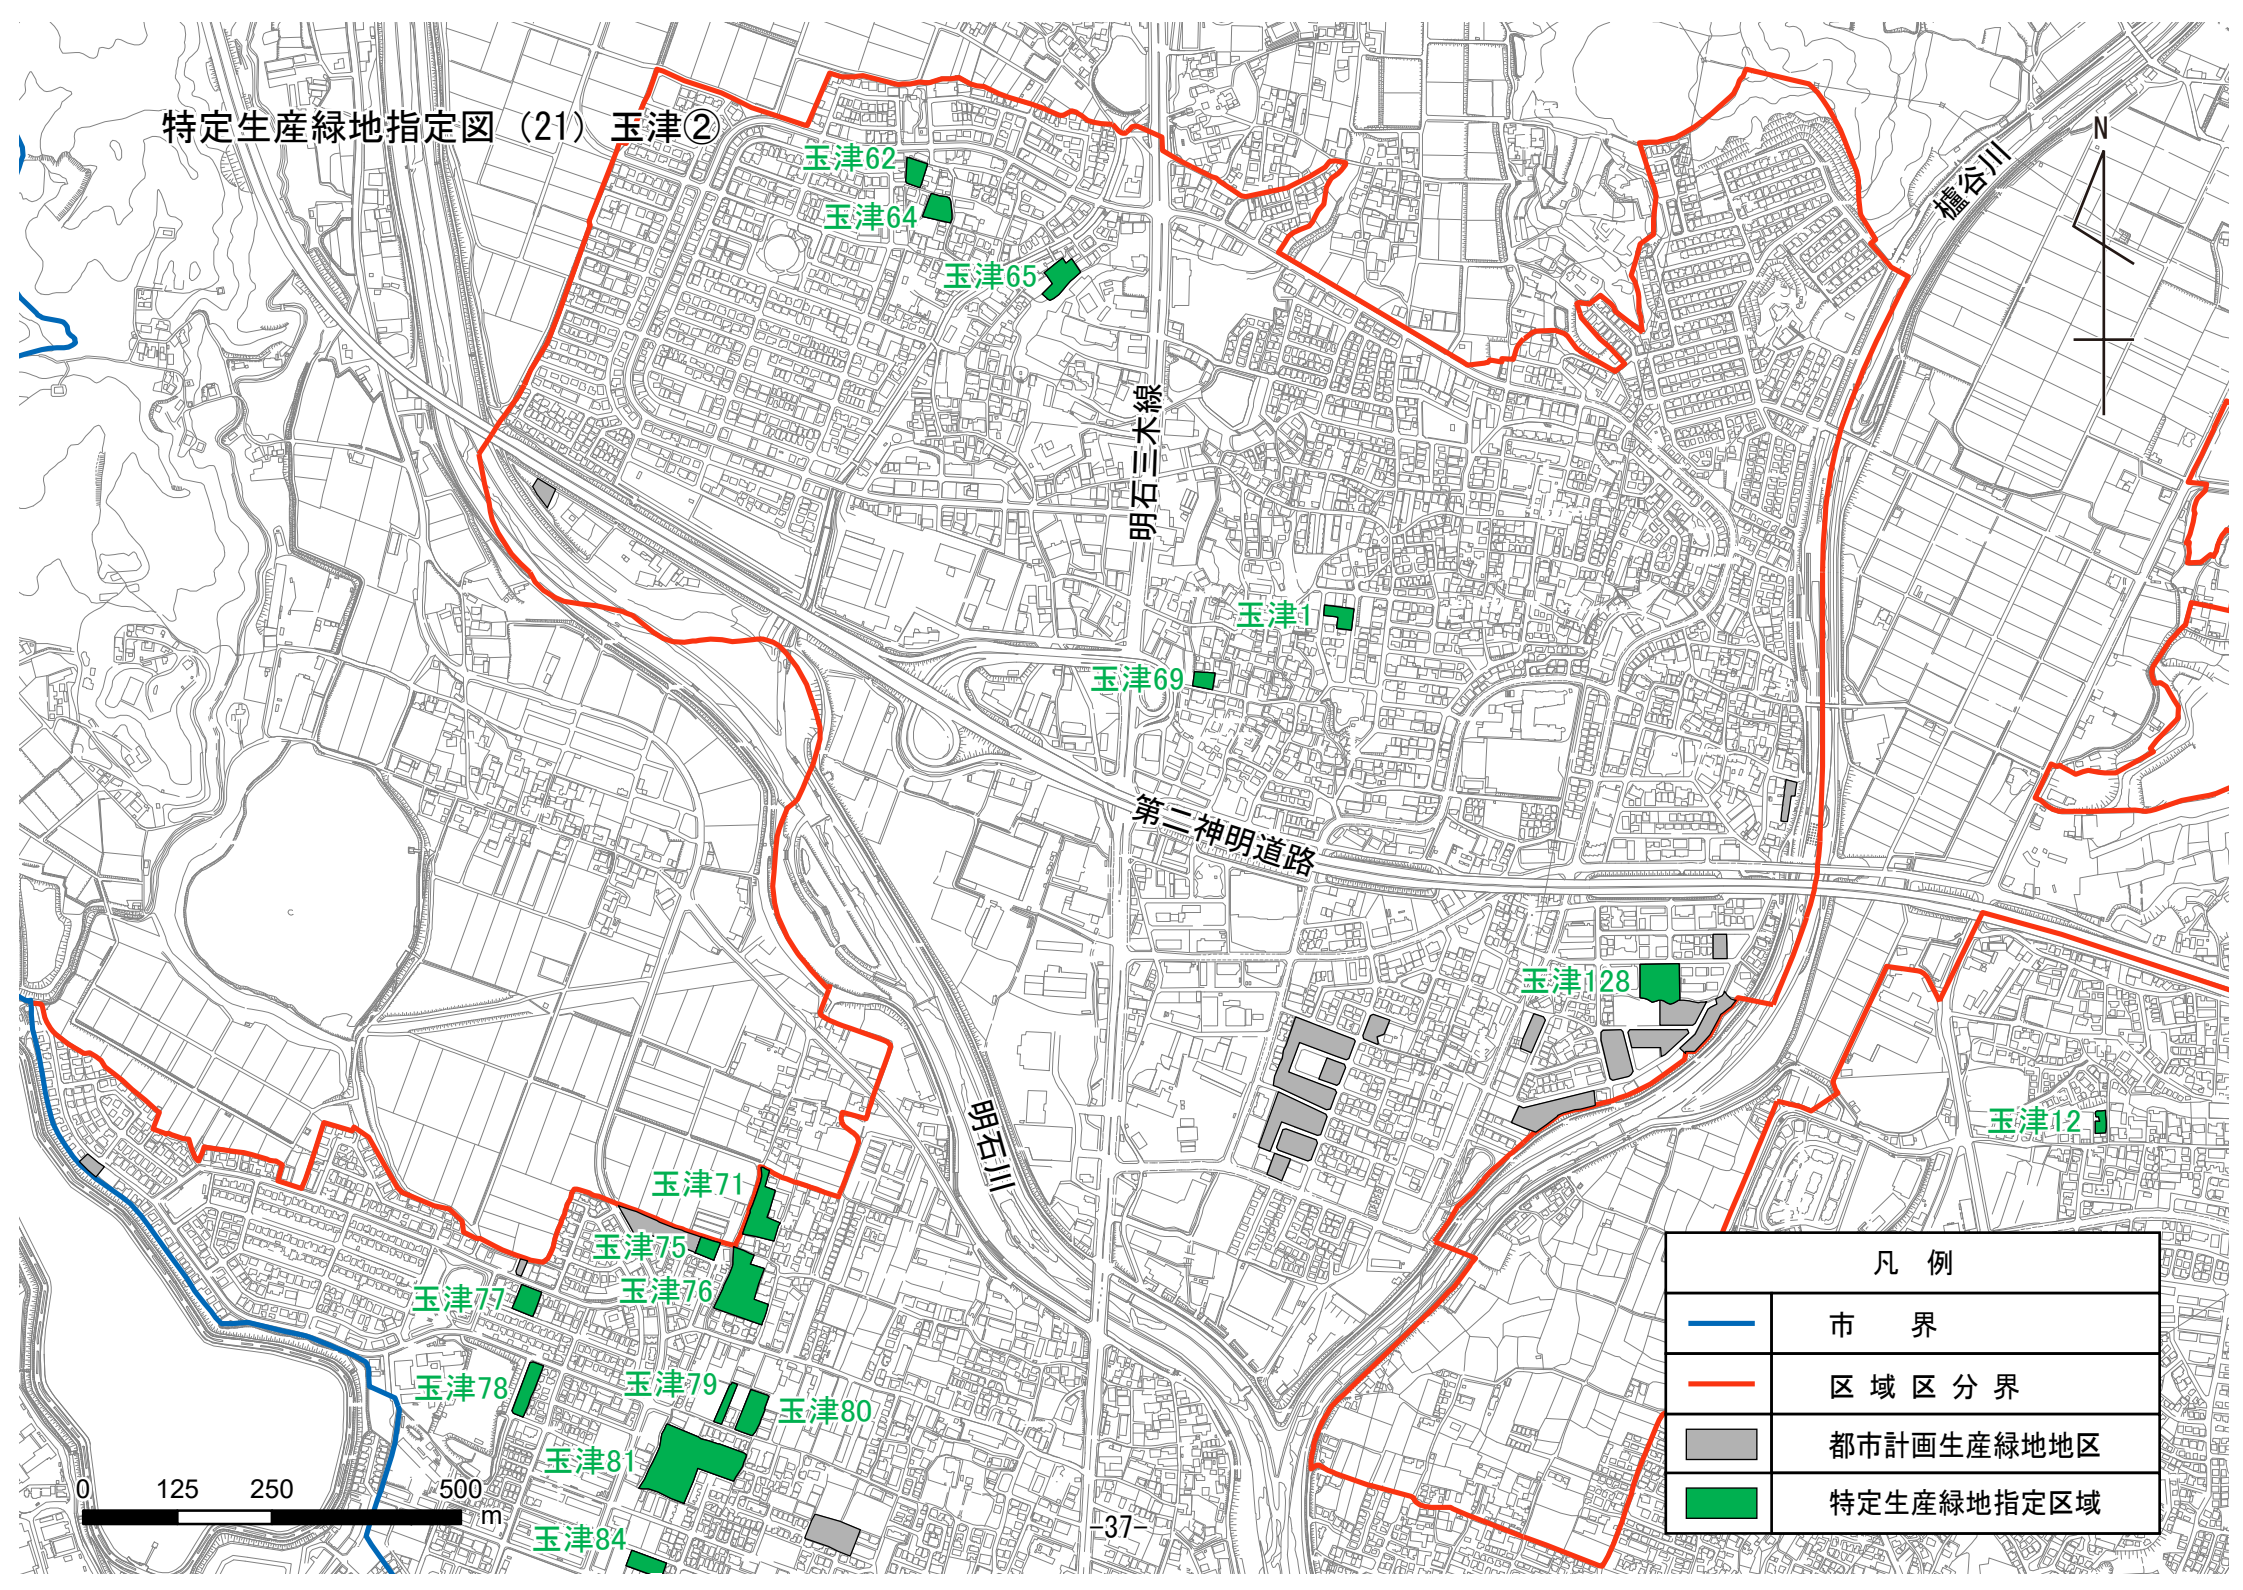 特定生産緑地指定図（21）玉津②
玉津62
玉津64
玉津65
N
櫨谷川
明石三木線
玉津1
玉津69
第二神明道路
玉津128
玉津12
明石川
玉津71
玉津75
玉津76
玉津77
玉津78
玉津79
玉津80
玉津81
玉津84
0 125 250 500
m
-37-
凡 例
市 界
区 域 区 分 界
都市計画生産緑地地区
特定生産緑地指定区域